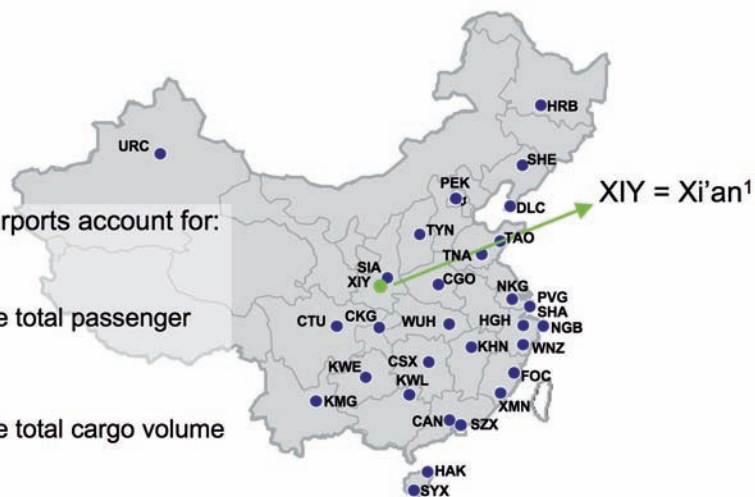 HRB
URC
SHE
PEK
XIY = Xi’an¹
DLC
rports account for:
TYN
TAO
TNA
SIA
XIY
CGO
NKG
PVG
SHA
e total passenger
CTU
CKG
WUH
HGH
NGB
KHN
WNZ
CSX
KWE
KWL
FOC
KMG
XMN
e total cargo volume
CAN
SZX
HAK
SYX